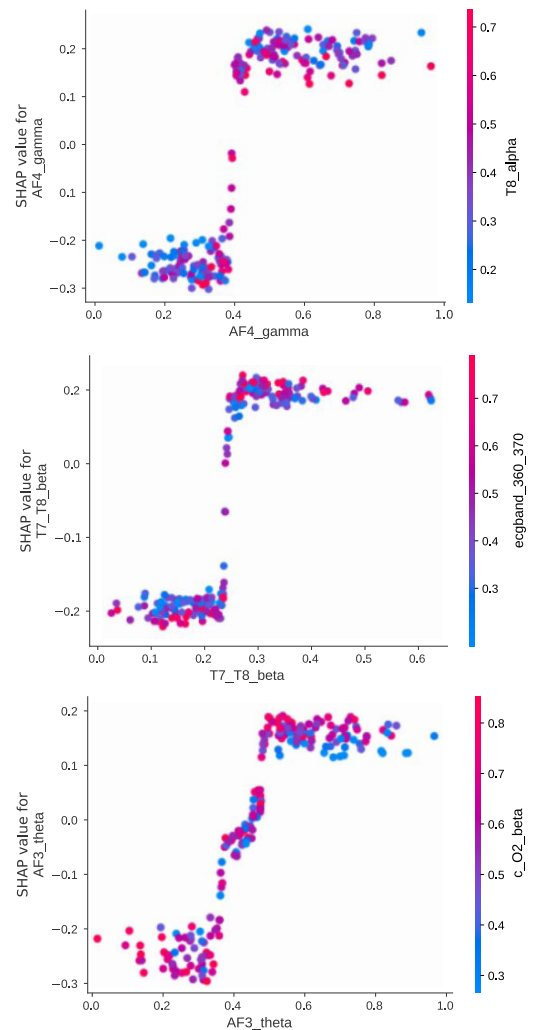 SHAP value for
AF4_gamma
0.2
0.1
0.0
0.1
−0.2
−0.3
0.0 0.2 0.4 0.6 0.8 1.0
AF4_gamma
0.7
0.6
0.5
0.4
0.3
0.2
T8_alpha
SHAP value for
T7_T8_beta
0.2
0.0
−0.1
−0.2
0.0 0.1 0.2 0.3 0.4 0.5 0.6
T7_T8_beta
0.7
0.6
0.5
0.4
0.3
ecgband_360_370
SHAP value for
AF3_theta
0.2
0.1
0.0
−0.1
−0.2
−0.3
0.0 0.2 0.4 0.6 0.8 1.0
AF3_theta
0.8
0.7
0.6
0.5
0.4
0.3
c_O2_beta